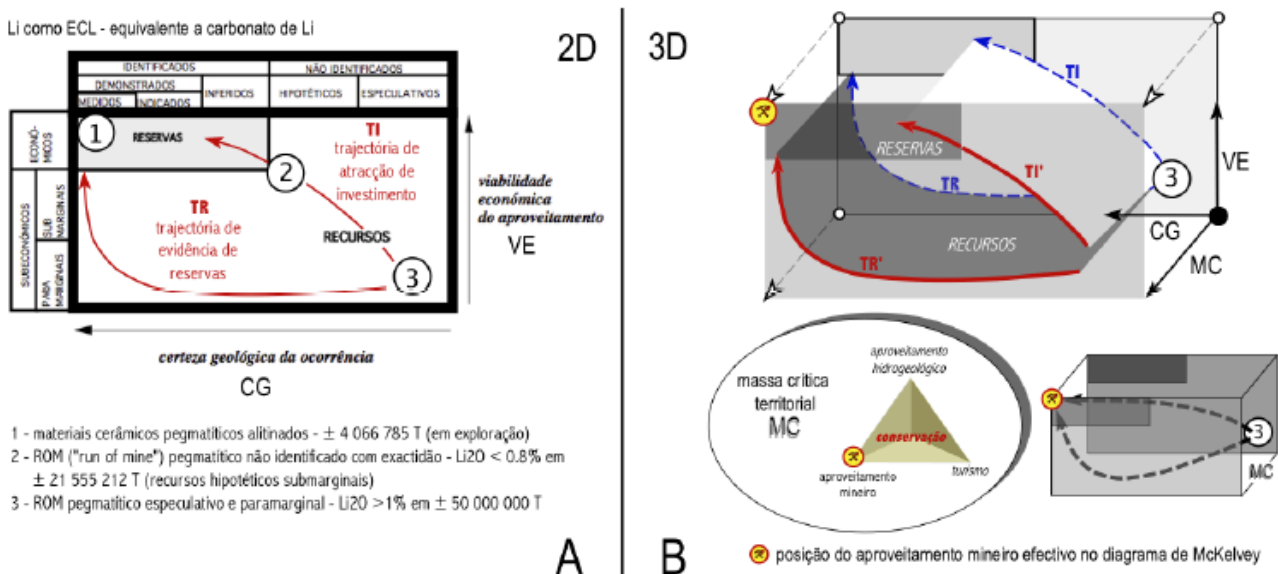 Li como ECL - equivalente a carbonato de Li
2D
IDENTIFICADOS
NÃO IDENTIFICADOS
DEMONSTRADOS
INFERIDOS
HIPOTÉTICOS
ESPECULATIVOS
MEDIDOS
INDICADOS
ECONÓ-
MICOS
SUBECONÓMICOS
SUB
MARGINAIS
PARA
MARGINAIS
1
RESERVAS
2
TI
trajectória de
atracção de
investimento
TR
trajectória de
evidência de
reservas
RECURSOS
3
viabilidade
económica
do aproveitamento
VE
certeza geológica da ocorrência
CG
1 - materiais cerâmicos pegmatíticos alitinados - ± 4 066 785 T (em exploração)
2 - ROM ("run of mine") pegmatítico não identificado com exactidão - Li2O < 0.8% em
± 21 555 212 T (recursos hipotéticos submarginais)
3 - ROM pegmatítico especulativo e paramarginal - Li2O >1% em ± 50 000 000 T
A
3D
TI
RESERVAS
TI'
TR
3
VE
CG
RECURSOS
MC
TR'
massa crítica
territorial
MC
aproveitamento
hidrogeológico
conservação
aproveitamento
mineiro
turismo
3
MC
B
posição do aproveitamento mineiro efectivo no diagrama de McKelvey